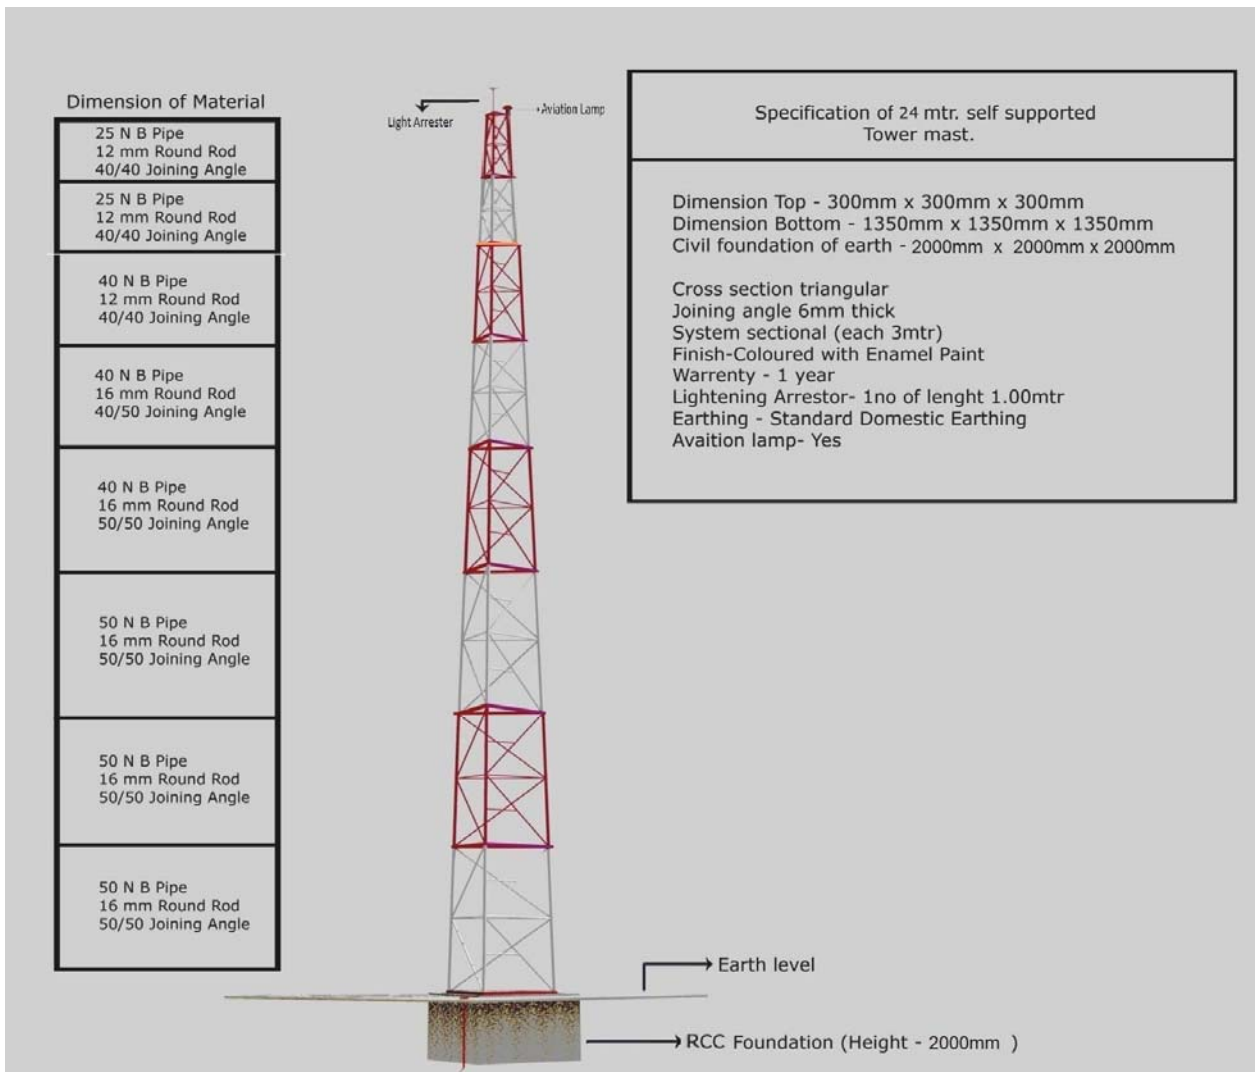 Dimension of Material
25 N B Pipe
12 mm Round Rod
40/40 Joining Angle
25 N B Pipe
12 mm Round Rod
40/40 Joining Angle
40 N B Pipe
12 mm Round Rod
40/40 Joining Angle
40 N B Pipe
16 mm Round Rod
40/50 Joining Angle
40 N B Pipe
16 mm Round Rod
50/50 Joining Angle
50 N B Pipe
16 mm Round Rod
50/50 Joining Angle
50 N B Pipe
16 mm Round Rod
50/50 Joining Angle
50 N B Pipe
16 mm Round Rod
50/50 Joining Angle
Light Arrester
Aviation Lamp
Specification of 24 mtr. self supported
Tower mast.
Dimension Top - 300mm x 300mm x 300mm
Dimension Bottom - 1350mm x 1350mm x 1350mm
Civil foundation of earth - 2000mm x 2000mm x 2000mm
Cross section triangular
Joining angle 6mm thick
System sectional (each 3mtr)
Finish-Coloured with Enamel Paint
Warrenty - 1 year
Lightening Arrestor- 1no of lenght 1.00mtr
Earthing - Standard Domestic Earthing
Avaition lamp- Yes
Earth level
RCC Foundation (Height - 2000mm )